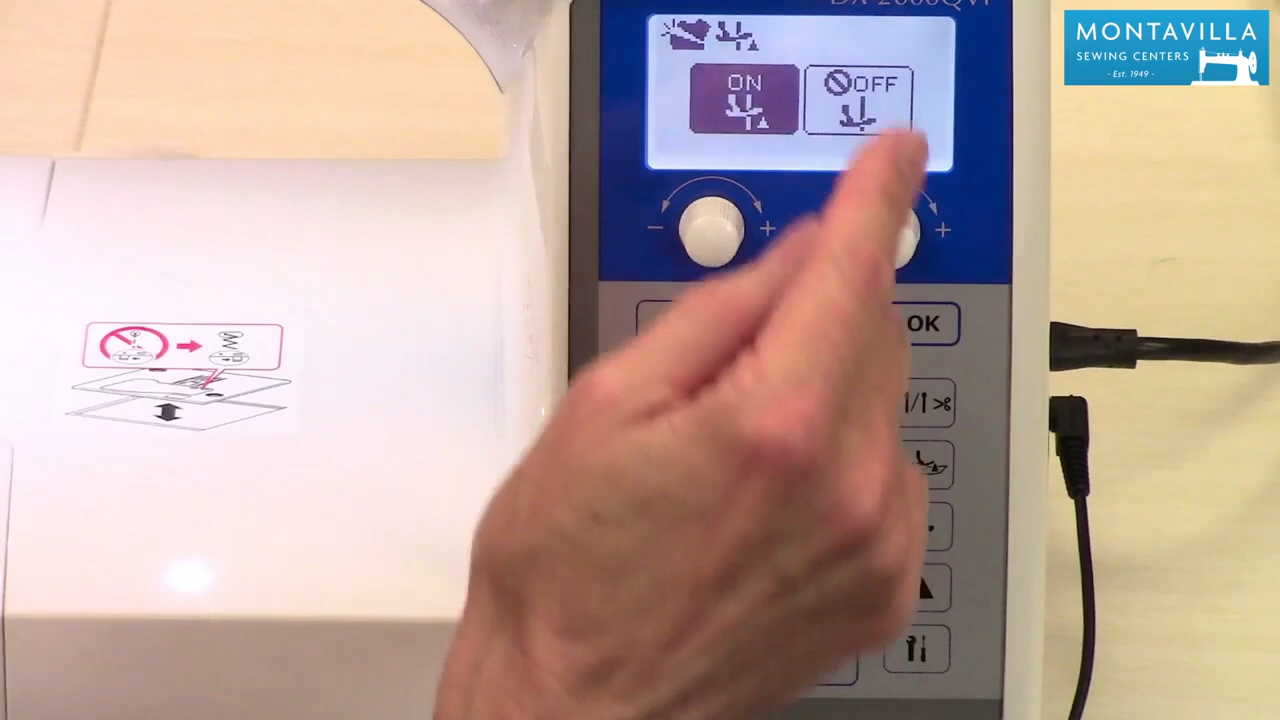 MONTAVILLA
SEWING CENTERS
- Est. 1949 -
ON
OFF
- + +
OK